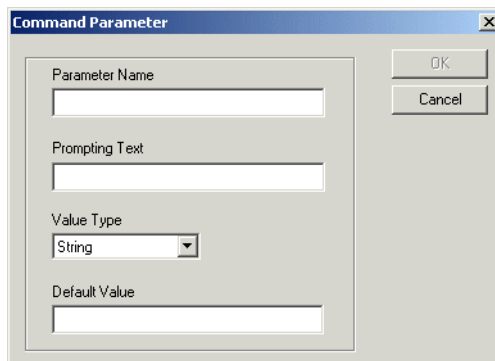 Command Parameter
OK
Cancel
Parameter Name
Prompting Text
Value Type
String
Default Value